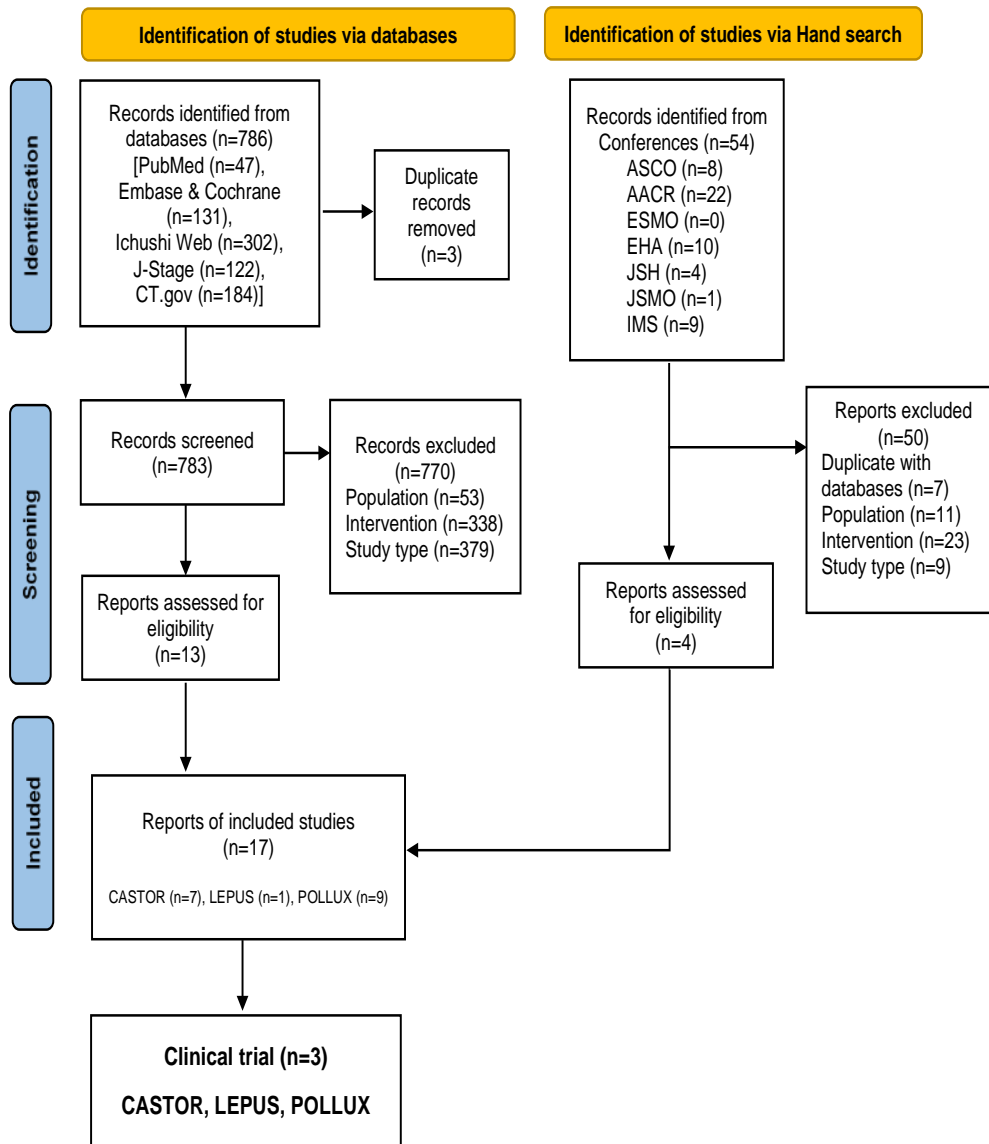 Identification of studies via databases
Identification of studies via Hand search
Identification
Records identified from
databases (n=786)
[PubMed (n=47),
Embase & Cochrane
(n=131),
Ichushi Web (n=302),
J-Stage (n=122),
CT.gov (n=184)]
Duplicate
records
removed
(n=3)
Records identified from
Conferences (n=54)
ASCO (n=8)
AACR (n=22)
ESMO (n=0)
EHA (n=10)
JSH (n=4)
JSMO (n=1)
IMS (n=9)
Screening
Records screened
(n=783)
Records excluded
(n=770)
Population (n=53)
Intervention (n=338)
Study type (n=379)
Reports excluded
(n=50)
Duplicate with
databases (n=7)
Population (n=11)
Intervention (n=23)
Study type (n=9)
Reports assessed for
eligibility
(n=13)
Reports assessed
for eligibility
(n=4)
Included
Reports of included studies
(n=17)
CASTOR (n=7), LEPUS (n=1), POLLUX (n=9)
Clinical trial (n=3)
CASTOR, LEPUS, POLLUX